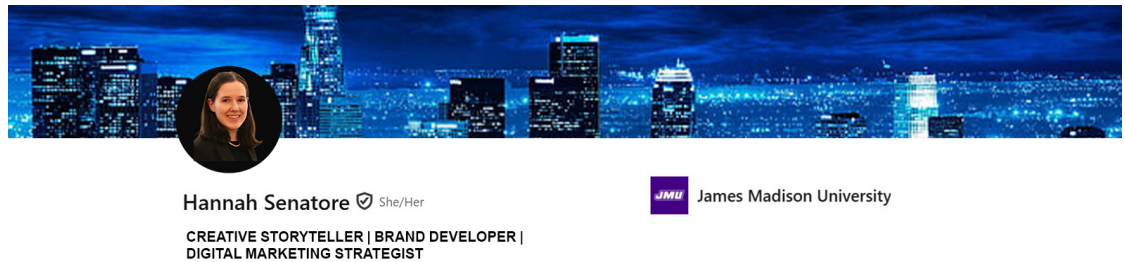 Hannah Senatore She/Her
CREATIVE STORYTELLER | BRAND DEVELOPER |
DIGITAL MARKETING STRATEGIST
JMU James Madison University